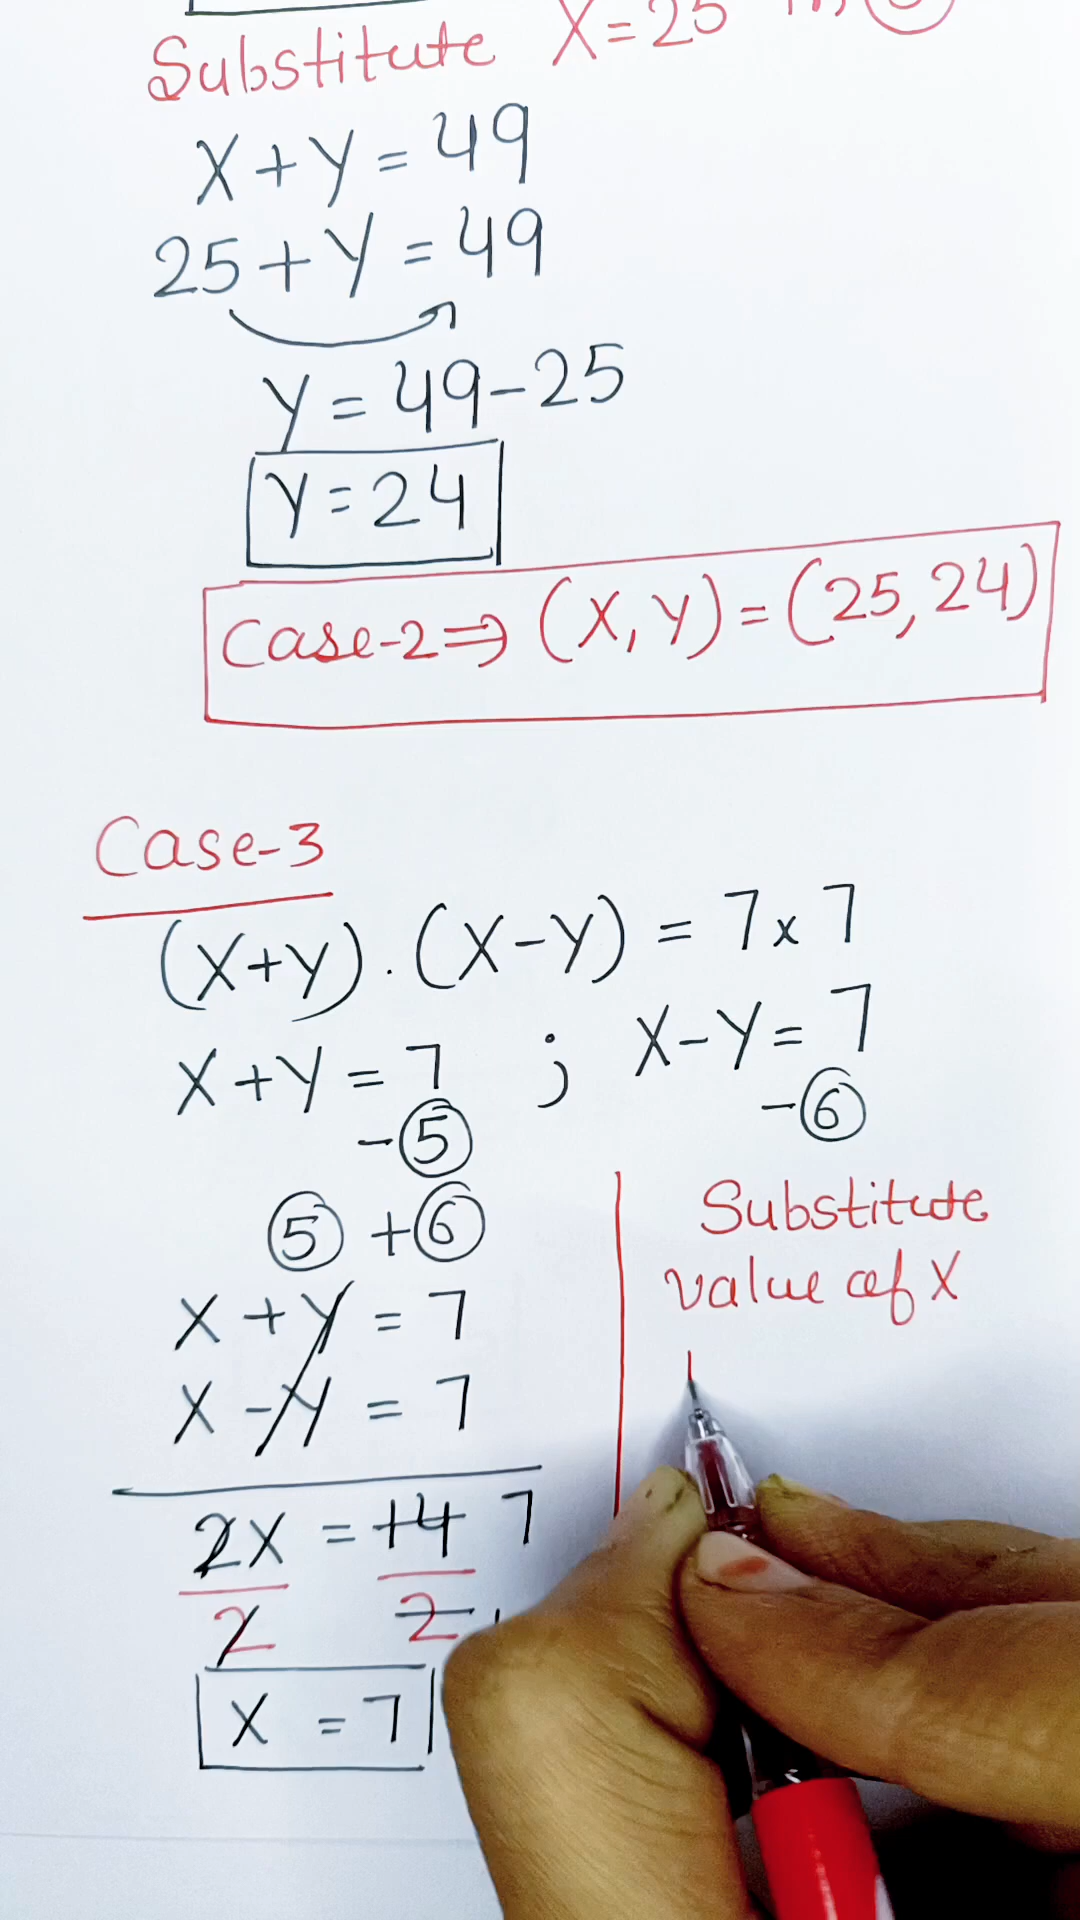 Substitute X=25
X+Y=49
25+Y=49
Y=49-25
Y=24
Case-2⇒(X,Y)=(25,24)
Case-3
(X+Y).(X-Y)=7x7
X+Y=7 ; X-Y=7
-⑤ -⑥
⑤+⑥
X+Y=7
X-Y=7
2X=14 7
2 2
X=7
Substitute
value of X